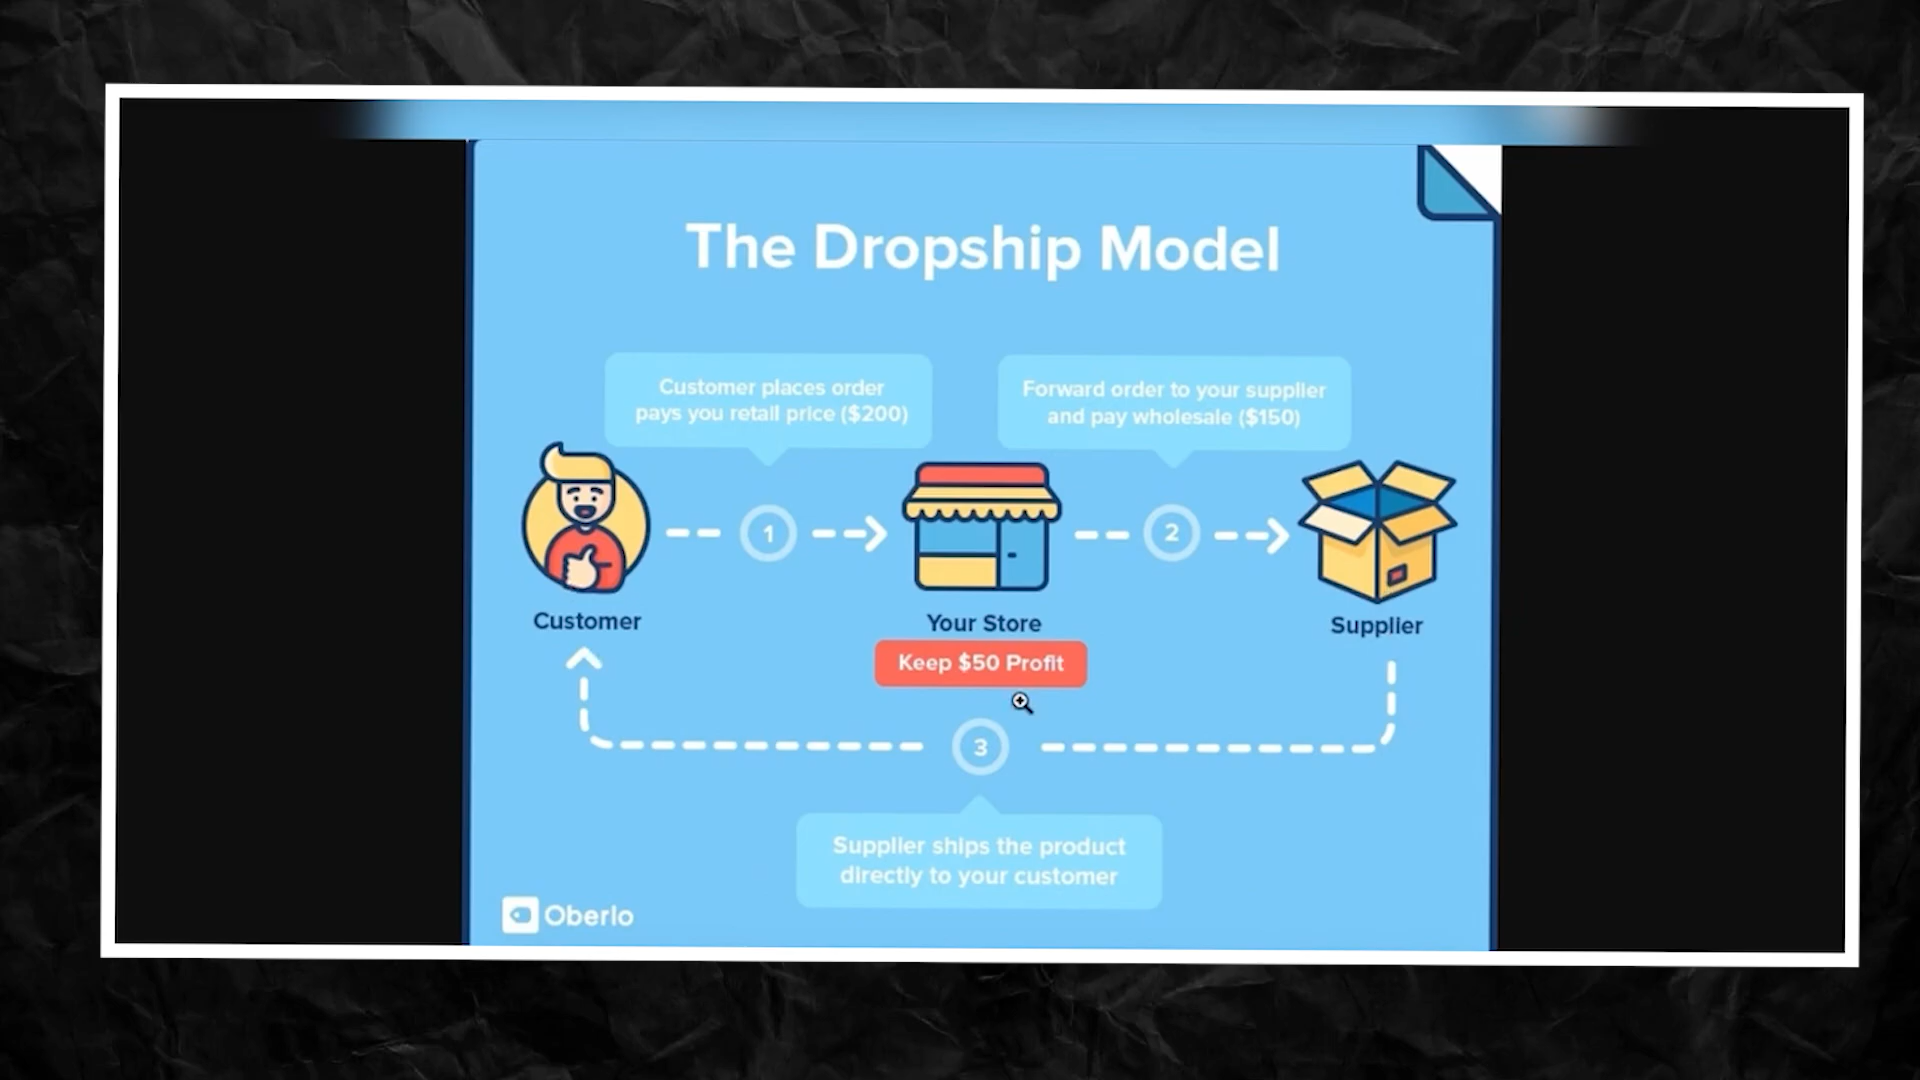 The Dropship Model
Customer places order
pays you retail price ($200)
Forward order to your supplier
and pay wholesale ($150)
1
2
Customer
Your Store
Supplier
Keep $50 Profit
3
Supplier ships the product
directly to your customer
Oberlo